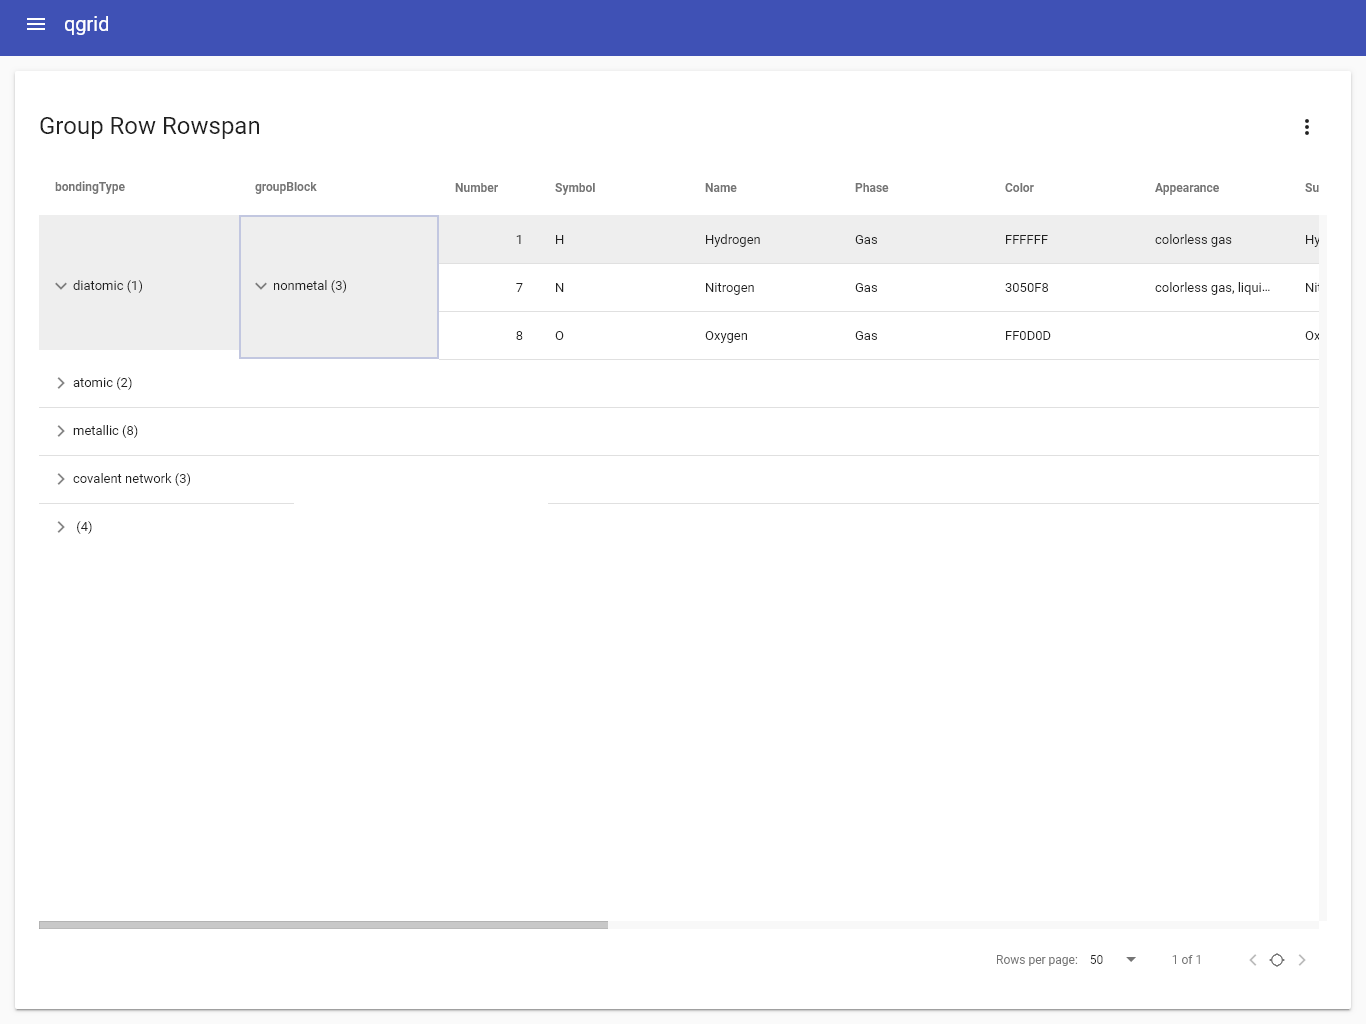 qgrid
Group Row Rowspan
bondingType groupBlock Number Symbol Name Phase Color Appearance Su
diatomic (1) nonmetal (3) 1 H Hydrogen Gas FFFFFF colorless gas Hy
7 N Nitrogen Gas 3050F8 colorless gas, liqui... Nit
8 O Oxygen Gas FF0D0D Ox
atomic (2)
metallic (8)
covalent network (3)
(4)
Rows per page: 50 1 of 1